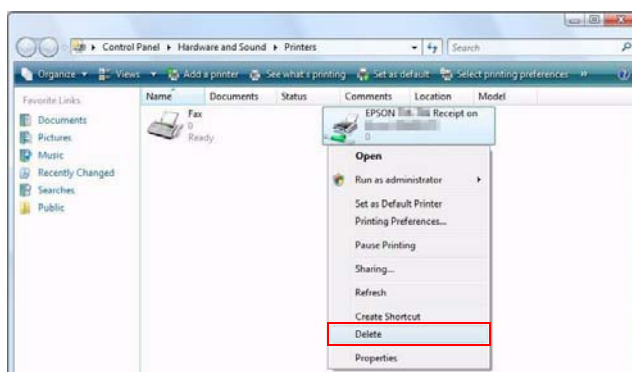 Control Panel ▸ Hardware and Sound ▸ Printers
Search
Organize Views Add a printer See what's printing Set as default Select printing preferences »
Favorite Links
Documents
Pictures
Music
Recently Changed
Searches
Public
Name Documents Status Comments Location Model
Fax
0
Ready
EPSON Receipt on
0
Open
Run as administrator
Set as Default Printer
Printing Preferences...
Pause Printing
Sharing...
Refresh
Create Shortcut
Delete
Properties